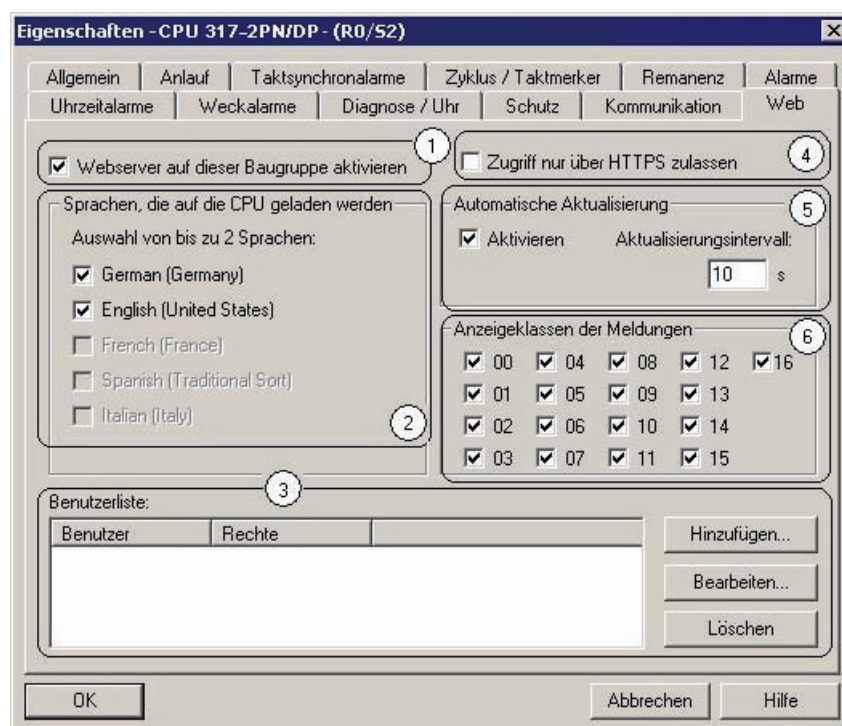 Eigenschaften - CPU 317-2PN/DP - (R0/S2)
Allgemein Anlauf Taktsynchronalarme Zyklus / Taktmerker Remanenz Alarme
Uhrzeitalarme Weckalarme Diagnose / Uhr Schutz Kommunikation Web
Webserver auf dieser Baugruppe aktivieren 1
Zugriff nur über HTTPS zulassen 4
Sprachen, die auf die CPU geladen werden
Auswahl von bis zu 2 Sprachen:
German (Germany)
English (United States)
French (France)
Spanish (Traditional Sort)
Italian (Italy)
2
Automatische Aktualisierung 5
Aktivieren Aktualisierungsintervall:
10 s
Anzeigeklassen der Meldungen 6
00 04 08 12 16
01 05 09 13
02 06 10 14
03 07 11 15
3
Benutzerliste:
Benutzer Rechte
Hinzufügen...
Bearbeiten...
Löschen
OK Abbrechen Hilfe